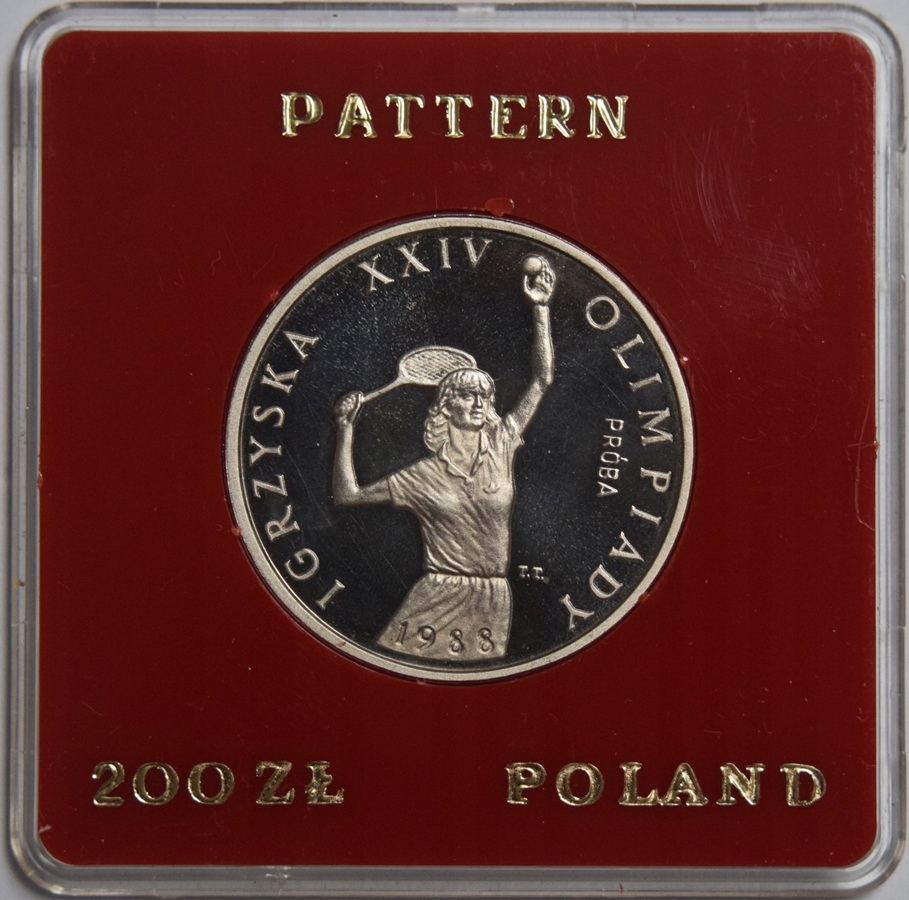 PATTERN
IGRZYSKA XXIV OLIMPIADY
PRÓBA
T.T.
1988
200 ZŁ POLAND